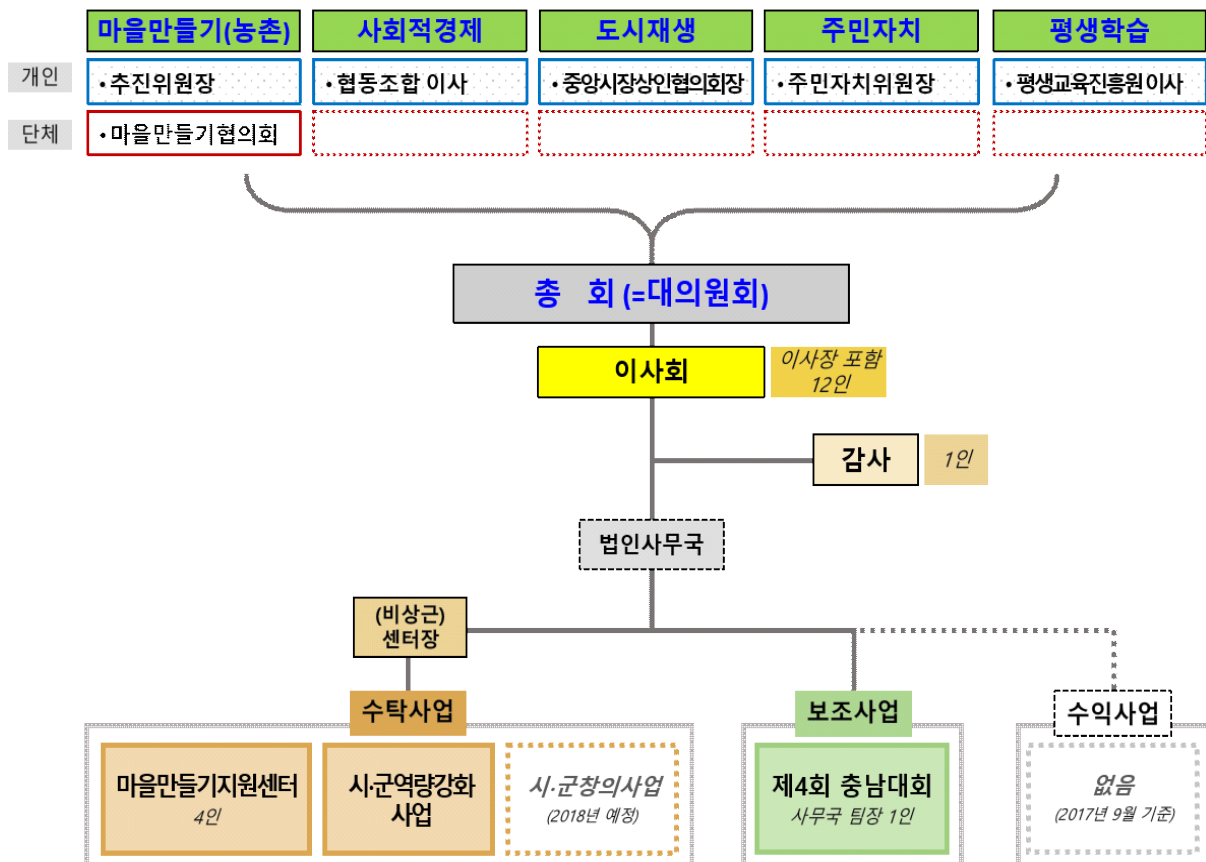 마을만들기(농촌)
사회적경제
도시재생
주민자치
평생학습
개인
• 추진위원장
• 협동조합 이사
• 중앙시장상인협의회장
• 주민자치위원장
• 평생교육진흥원 이사
단체
• 마을만들기협의회
총 회 (=대의원회)
이사회
이사장 포함
12인
감사
1인
법인사무국
(비상근)
센터장
수탁사업
보조사업
수익사업
마을만들기지원센터
4인
시·군역량강화
사업
시·군창의사업
(2018년 예정)
제4회 충남대회
사무국 팀장 1인
없음
(2017년 9월 기준)